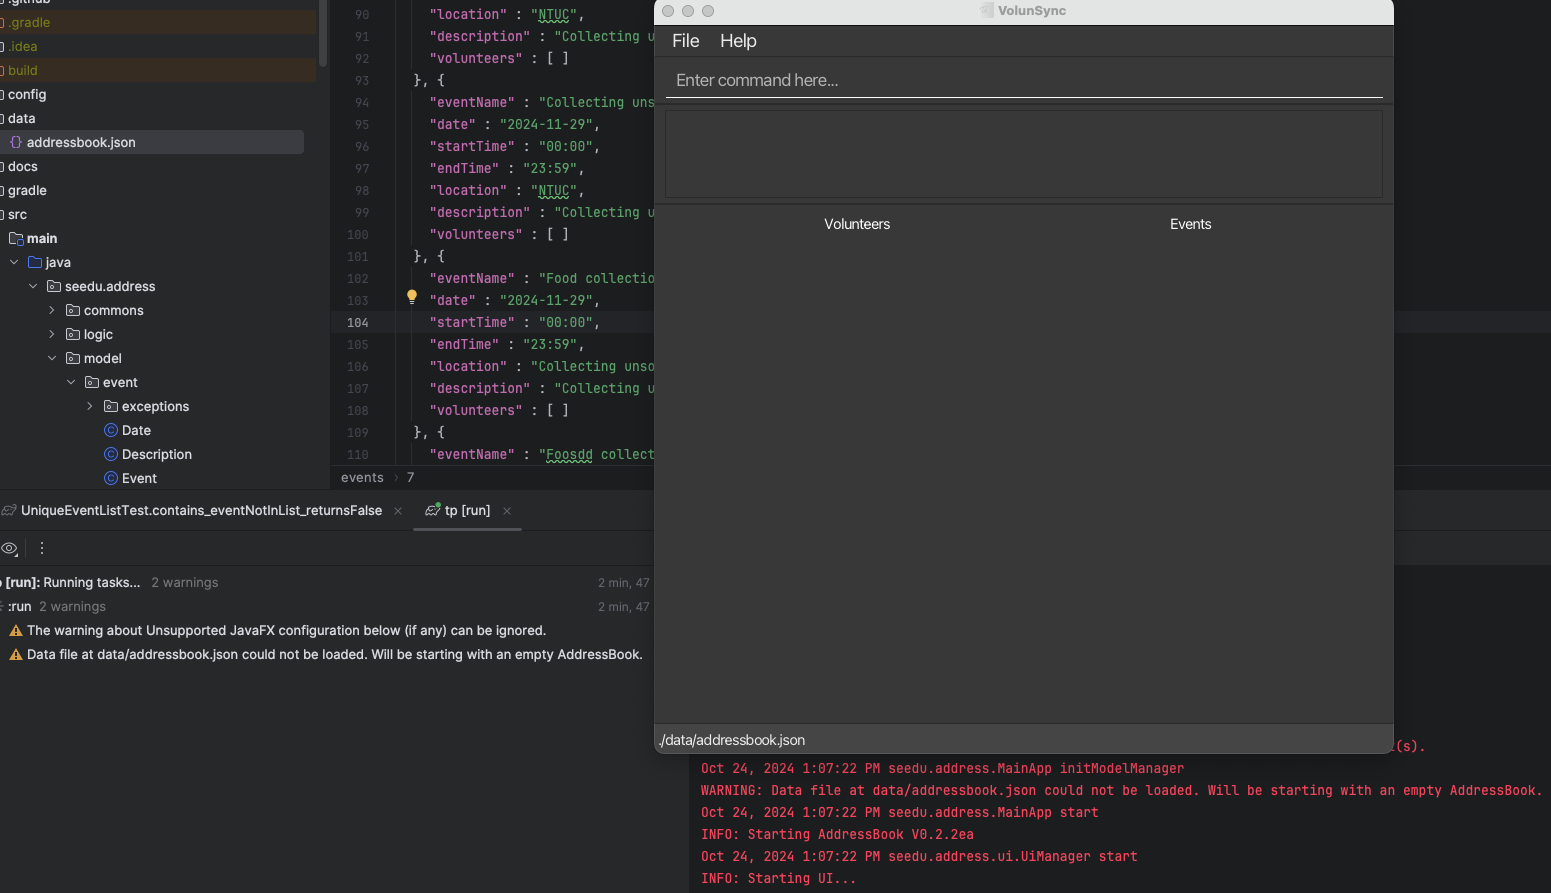 .github
.gradle
.idea
build
config
data
addressbook.json
docs
gradle
src
main
java
seedu.address
commons
logic
model
event
exceptions
Date
Description
Event
90 "location" : "NTUC",
91 "description" : "Collecting u
92 "volunteers" : [ ]
93 }, {
94 "eventName" : "Collecting uns
95 "date" : "2024-11-29",
96 "startTime" : "00:00",
97 "endTime" : "23:59",
98 "location" : "NTUC",
99 "description" : "Collecting u
100 "volunteers" : [ ]
101 }, {
102 "eventName" : "Food collectio
103 "date" : "2024-11-29",
104 "startTime" : "00:00",
105 "endTime" : "23:59",
106 "location" : "Collecting unso
107 "description" : "Collecting u
108 "volunteers" : [ ]
109 }, {
110 "eventName" : "Foosdd collect
events > 7
VolunSync
File Help
Enter command here...
Volunteers Events
./data/addressbook.json
UniqueEventListTest.contains_eventNotInList_returnsFalse
tp [run]
[run]: Running tasks... 2 warnings 2 min, 47
:run 2 warnings 2 min, 47
The warning about Unsupported JavaFX configuration below (if any) can be ignored.
Data file at data/addressbook.json could not be loaded. Will be starting with an empty AddressBook.
(s).
Oct 24, 2024 1:07:22 PM seedu.address.MainApp initModelManager
WARNING: Data file at data/addressbook.json could not be loaded. Will be starting with an empty AddressBook.
Oct 24, 2024 1:07:22 PM seedu.address.MainApp start
INFO: Starting AddressBook V0.2.2ea
Oct 24, 2024 1:07:22 PM seedu.address.ui.UiManager start
INFO: Starting UI...